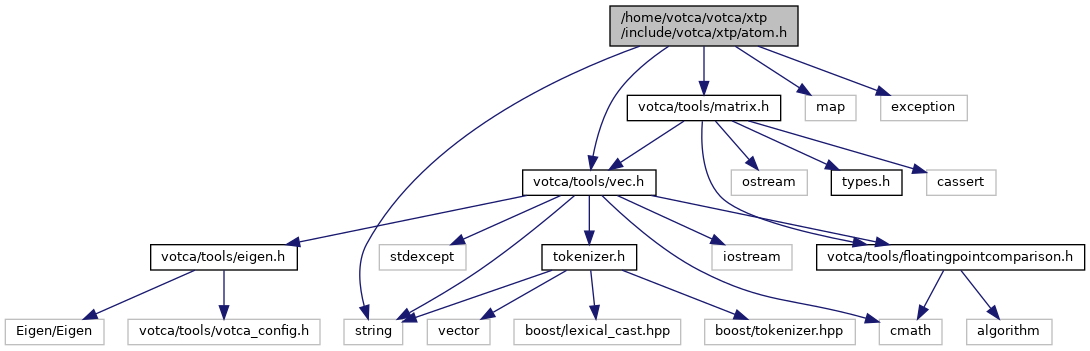 /home/votca/votca/xtp
/include/votca/xtp/atom.h
votca/tools/matrix.h
map
exception
votca/tools/vec.h
ostream
types.h
cassert
votca/tools/eigen.h
stdexcept
tokenizer.h
iostream
votca/tools/floatingpointcomparison.h
Eigen/Eigen
votca/tools/votca_config.h
string
vector
boost/lexical_cast.hpp
boost/tokenizer.hpp
cmath
algorithm